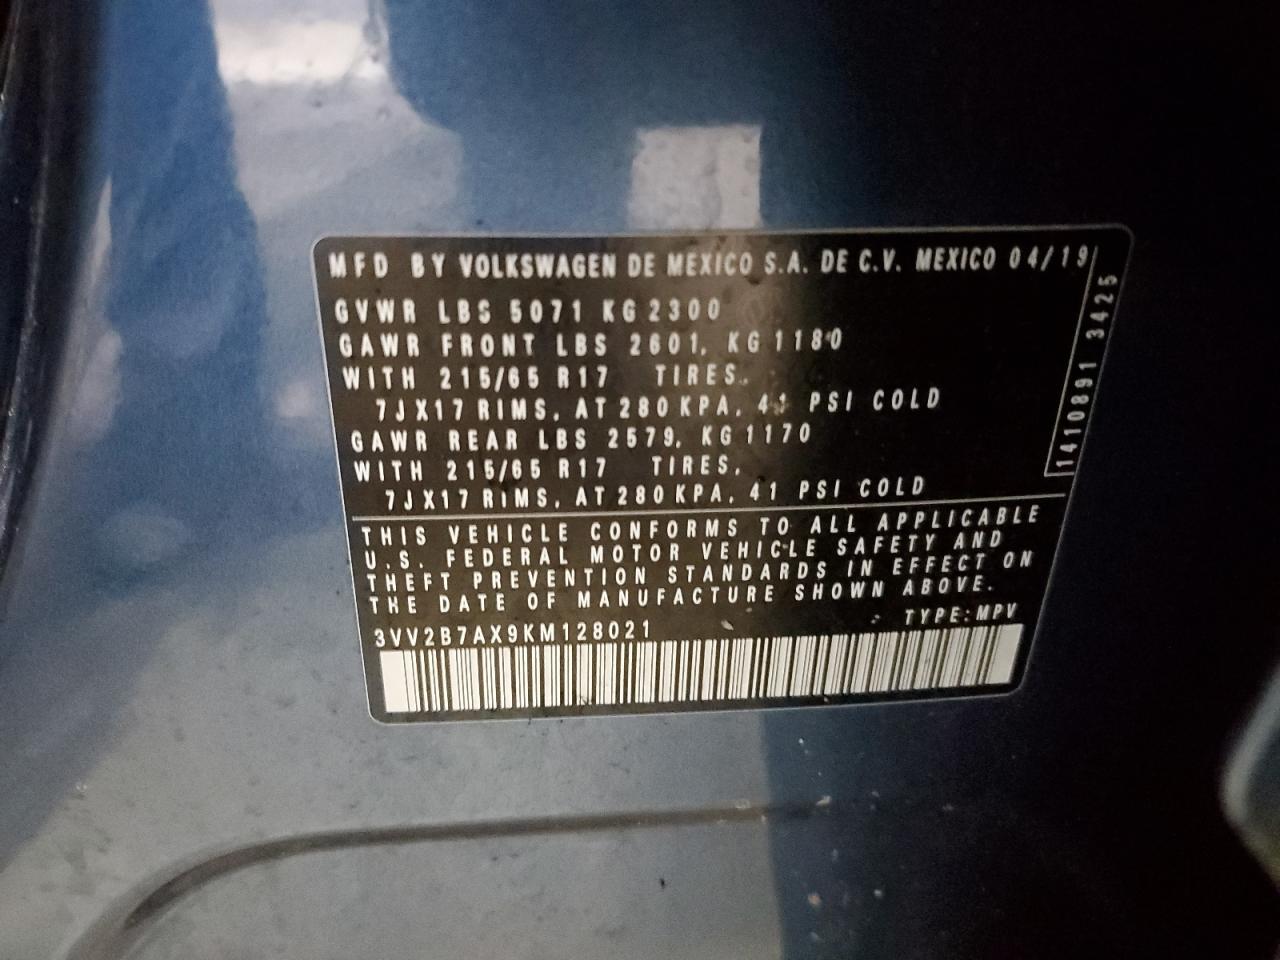 MFD BY VOLKSWAGEN DE MEXICO S.A. DE C.V. MEXICO 04/19
GVWR LBS 5071 KG 2300
GAWR FRONT LBS 2601, KG 1180
WITH 215/65 R17 TIRES,
7JX17 RIMS, AT 280 KPA, 41 PSI COLD
GAWR REAR LBS 2579, KG 1170
WITH 215/65 R17 TIRES,
7JX17 RIMS, AT 280 KPA, 41 PSI COLD
1410891 3425
THIS VEHICLE CONFORMS TO ALL APPLICABLE
U.S. FEDERAL MOTOR VEHICLE SAFETY AND
THEFT PREVENTION STANDARDS IN EFFECT ON
THE DATE OF MANUFACTURE SHOWN ABOVE.
3VV2B7AX9KM128021 TYPE: MPV